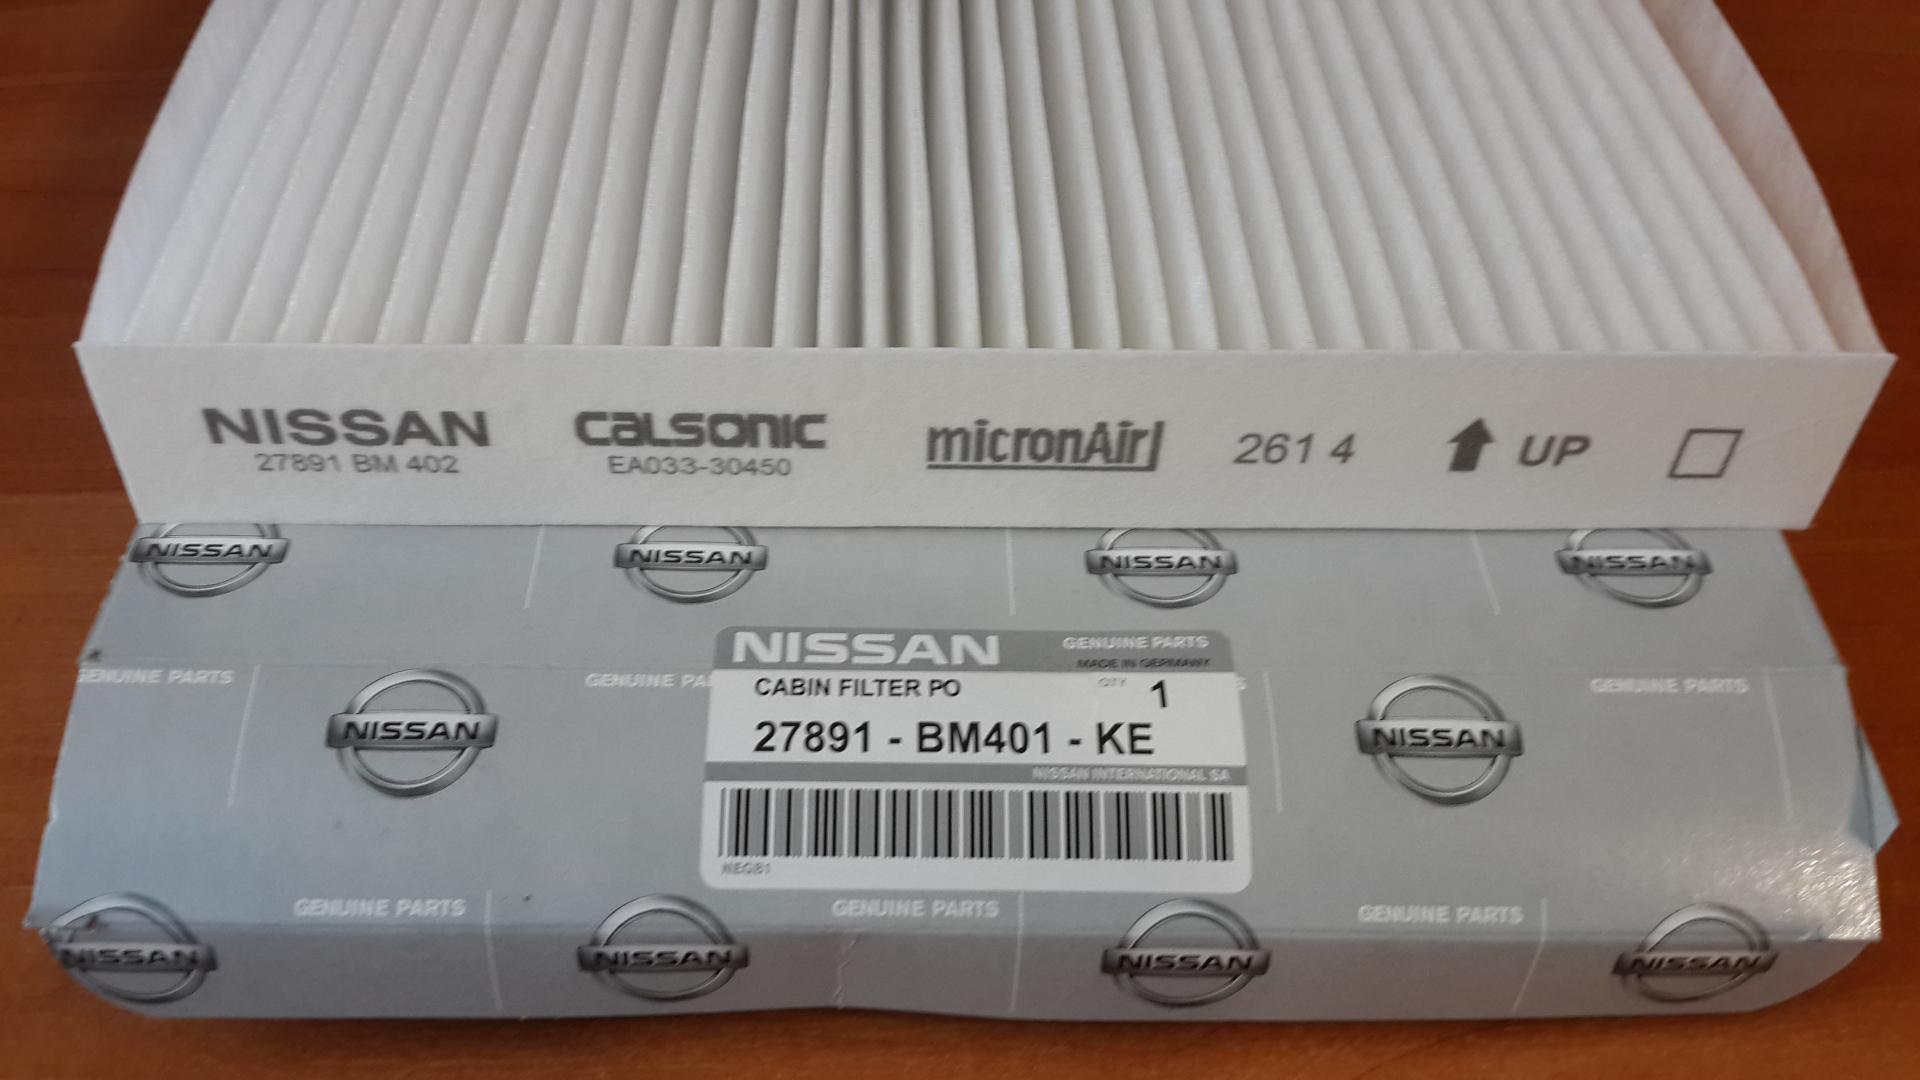 NISSAN CALSONIC micronAir 261 4 UP
27891 BM 402 EA033-30450
NISSAN NISSAN NISSAN NISSAN
NISSAN GENUINE PARTS
MADE IN GERMANY
GENUINE PARTS GENUINE PA CABIN FILTER PO QTY 1 S GENUINE PARTS
NISSAN 27891 - BM401 - KE NISSAN
NISSAN INTERNATIONAL SA
NEGB1
GENUINE PARTS GENUINE PARTS GENUINE PARTS
NISSAN NISSAN NISSAN NISSAN